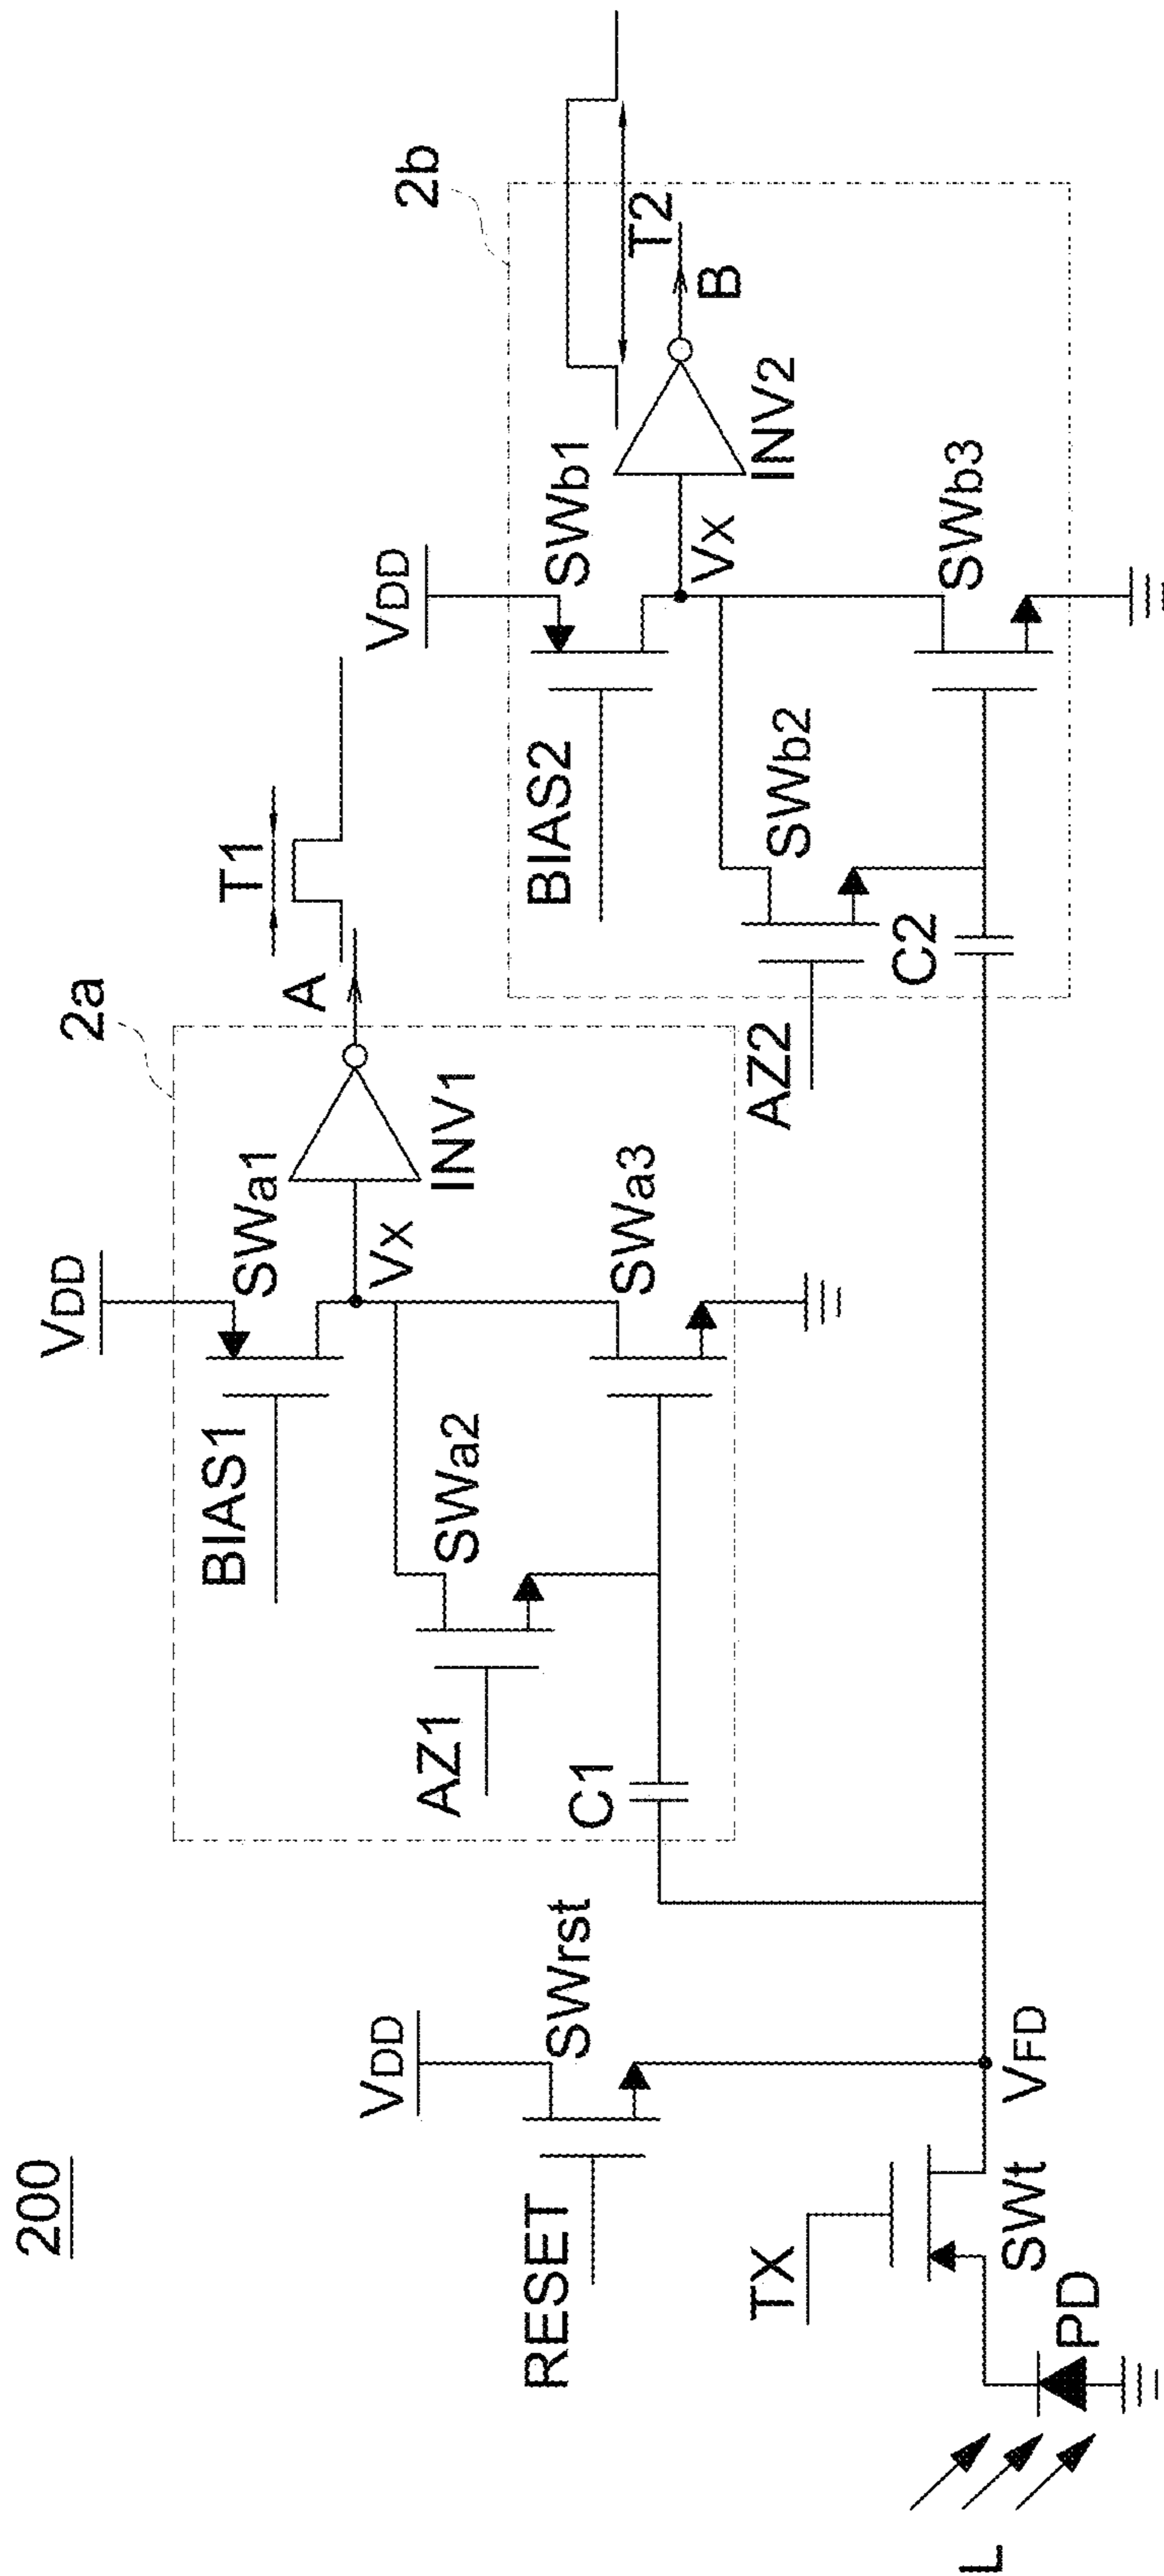 200
VDD
SWa1
2a
BIAS1
Vx
INV1
A
T1
AZ1
SWa2
C1
SWa3
VDD
SWrst
RESET
VDD
SWb1
2b
BIAS2
Vx
INV2
B
T2
AZ2
SWb2
C2
SWb3
TX
SWt
VFD
PD
L